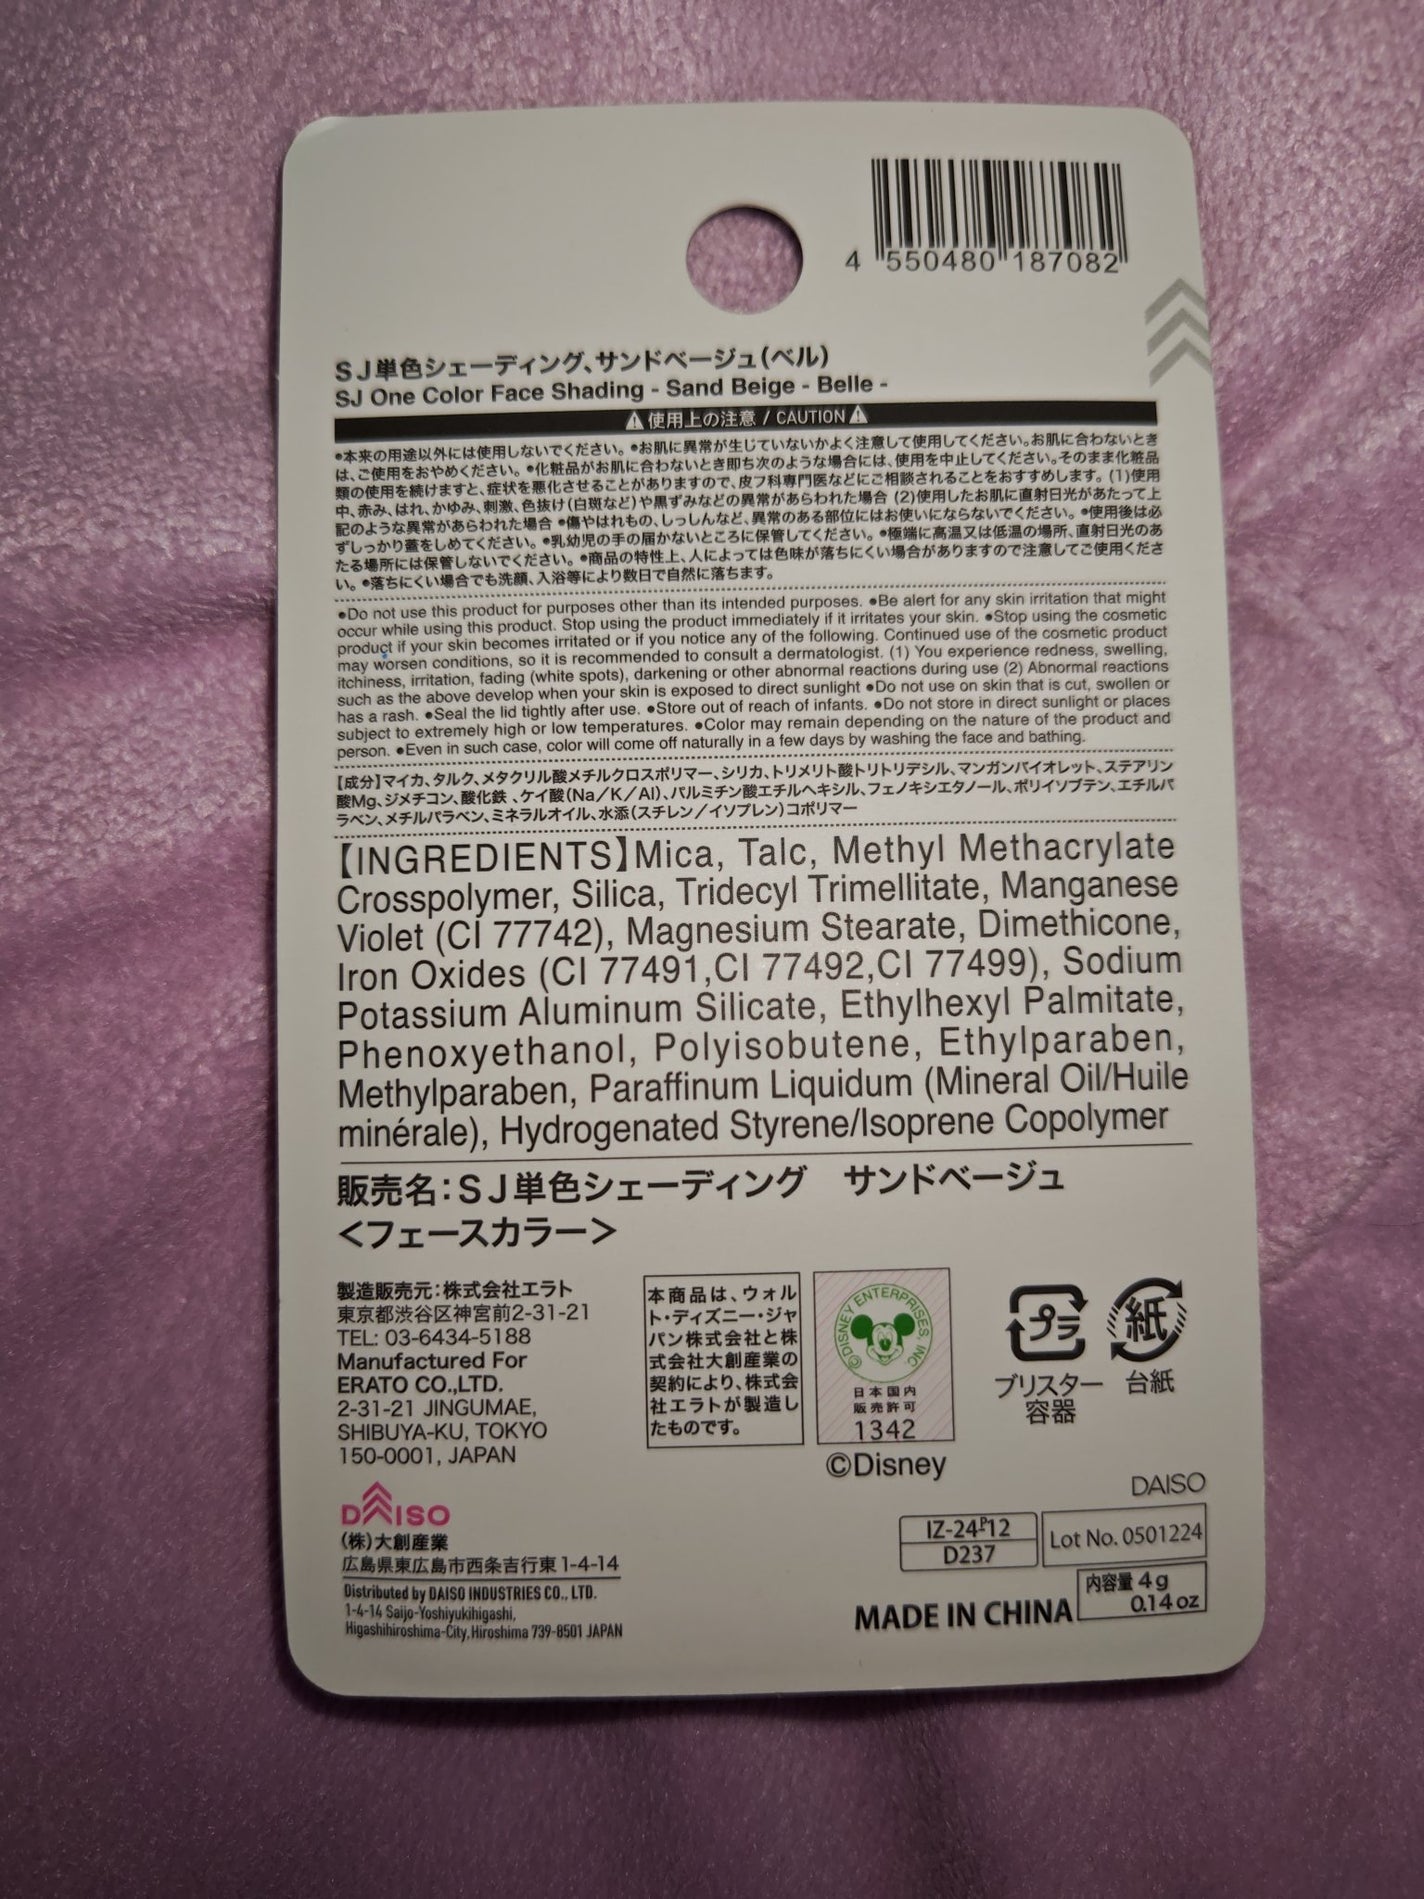 4 550480 187082
SJ単色シェーディング、サンドベージュ(ベル)
SJ One Color Face Shading - Sand Beige - Belle -
使用上の注意 / CAUTION
●本来の用途以外には使用しないでください。●お肌に異常が生じていないかよく注意して使用してください。お肌に合わないとき
は、ご使用をおやめください。●化粧品がお肌に合わないとき即ち次のような場合には、使用を中止してください。そのまま化粧品
類の使用を続けますと、症状を悪化させることがありますので、皮フ科専門医などにご相談されることをおすすめします。(1)使用
中、赤み、はれ、かゆみ、刺激、色抜け(白斑など)や黒ずみなどの異常があらわれた場合 (2)使用したお肌に直射日光があたって上
記のような異常があらわれた場合 ●傷やはれもの、しっしんなど、異常のある部位にはお使いにならないでください。●使用後は必
ずしっかり蓋をしめてください。●乳幼児の手の届かないところに保管してください。●極端に高温又は低温の場所、直射日光のあ
たる場所には保管しないでください。●商品の特性上、人によっては色味が落ちにくい場合がありますので注意してご使用くださ
い。●落ちにくい場合でも洗顔、入浴等により数日で自然に落ちます。
●Do not use this product for purposes other than its intended purposes. ●Be alert for any skin irritation that might
occur while using this product. Stop using the product immediately if it irritates your skin. ●Stop using the cosmetic
product if your skin becomes irritated or if you notice any of the following. Continued use of the cosmetic product
may worsen conditions, so it is recommended to consult a dermatologist. (1) You experience redness, swelling,
itchiness, irritation, fading (white spots), darkening or other abnormal reactions during use (2) Abnormal reactions
such as the above develop when your skin is exposed to direct sunlight ●Do not use on skin that is cut, swollen or
has a rash. ●Seal the lid tightly after use. ●Store out of reach of infants. ●Do not store in direct sunlight or places
subject to extremely high or low temperatures. ●Color may remain depending on the nature of the product and
person. ●Even in such case, color will come off naturally in a few days by washing the face and bathing.
【成分】マイカ、タルク、メタクリル酸メチルクロスポリマー、シリカ、トリメリト酸トリトリデシル、マンガンバイオレット、ステアリン
酸Mg、ジメチコン、酸化鉄、ケイ酸(Na/K/Al)、パルミチン酸エチルヘキシル、フェノキシエタノール、ポリイソブテン、エチルパ
ラベン、メチルパラベン、ミネラルオイル、水添(スチレン/イソプレン)コポリマー
【INGREDIENTS】Mica, Talc, Methyl Methacrylate
Crosspolymer, Silica, Tridecyl Trimellitate, Manganese
Violet (CI 77742), Magnesium Stearate, Dimethicone,
Iron Oxides (CI 77491,CI 77492,CI 77499), Sodium
Potassium Aluminum Silicate, Ethylhexyl Palmitate,
Phenoxyethanol, Polyisobutene, Ethylparaben,
Methylparaben, Paraffinum Liquidum (Mineral Oil/Huile
minérale), Hydrogenated Styrene/Isoprene Copolymer
販売名:SJ単色シェーディング サンドベージュ
<フェースカラー>
製造販売元:株式会社エラト
東京都渋谷区神宮前2-31-21
TEL: 03-6434-5188
Manufactured For
ERATO CO.,LTD.
2-31-21 JINGUMAE,
SHIBUYA-KU, TOKYO
150-0001, JAPAN
本商品は、ウォル
ト・ディズニー・ジャ
パン株式会社と株
式会社大創産業の
契約により、株式会
社エラトが製造し
たものです。
©DISNEY ENTERPRISES, INC
日本国内
販売許可
1342
©Disney
プラ
ブリスター
容器
紙
台紙
DAISO
(株)大創産業
広島県東広島市西条吉行東1-4-14
Distributed by DAISO INDUSTRIES CO., LTD.
1-4-14 Saijo-Yoshiyukihigashi,
Higashihiroshima-City, Hiroshima 739-8501 JAPAN
DAISO
IZ-24P12
D237
Lot No. 0501224
内容量 4g
0.14oz
MADE IN CHINA